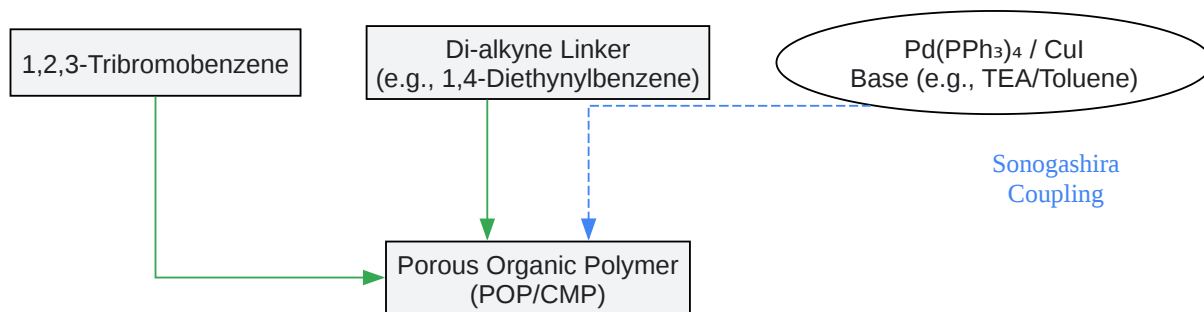 1,2,3-Tribromobenzene
Di-alkyne Linker
(e.g., 1,4-Diethynylbenzene)
Pd(PPh₃)₄ / CuI
Base (e.g., TEA/Toluene)
Sonogashira
Coupling
Porous Organic Polymer
(POP/CMP)